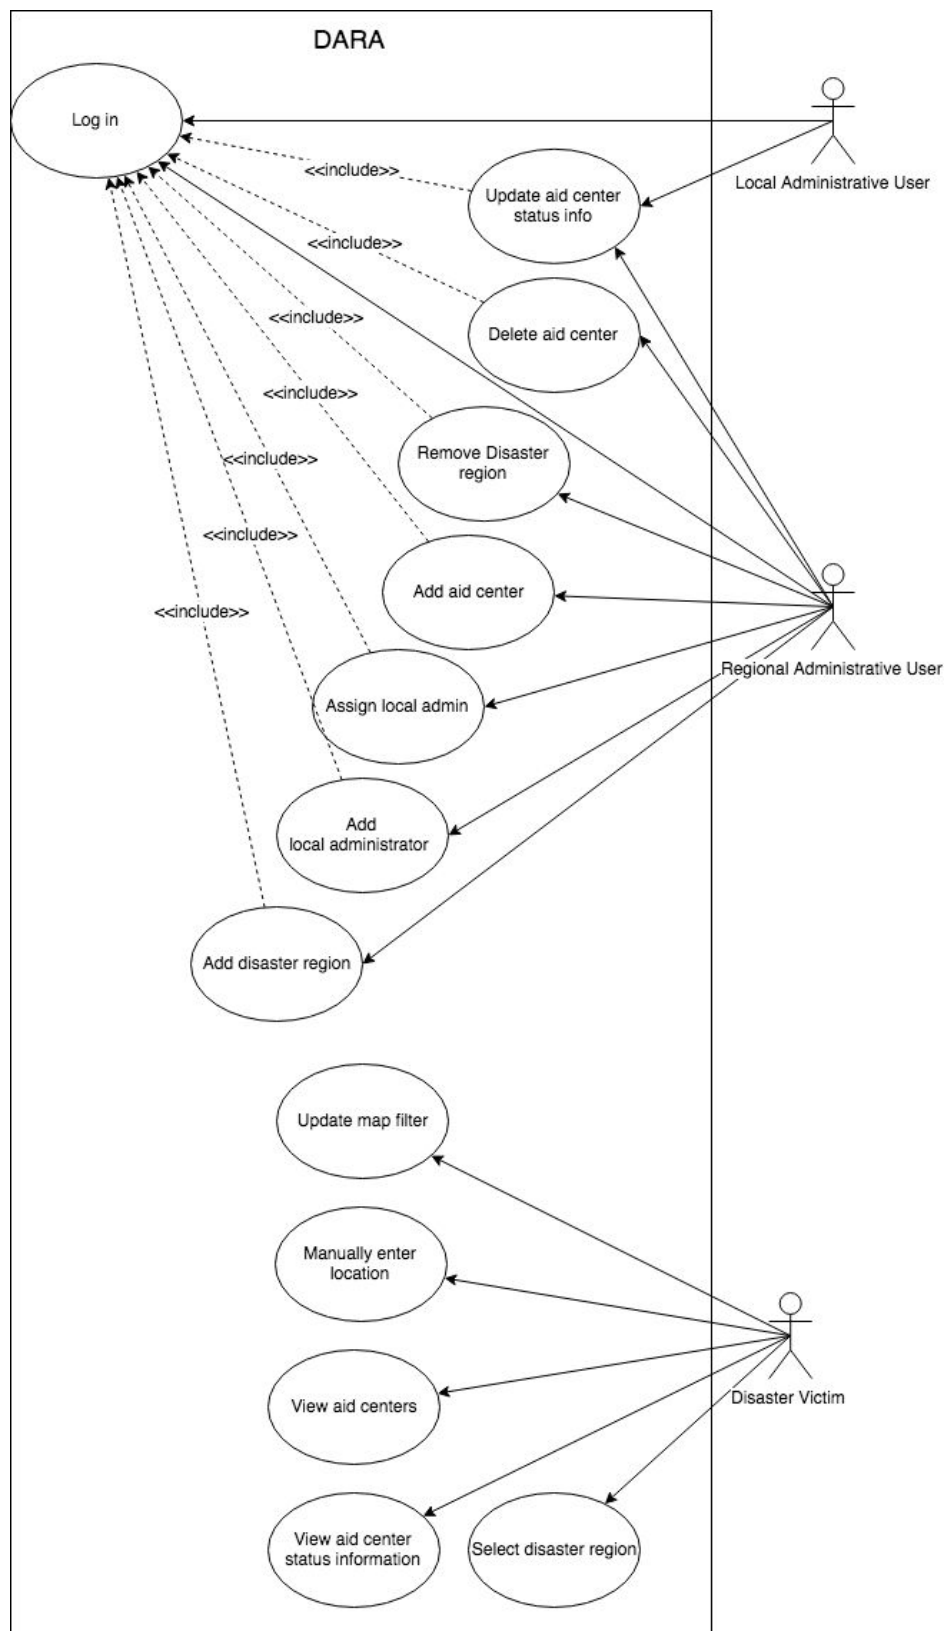 DARA
Log in
<<include>>
Update aid center
status info
Local Administrative User
<<include>>
Delete aid center
<<include>>
<<include>>
Remove Disaster
region
<<include>>
<<include>>
Add aid center
<<include>>
Regional Administrative User
Assign local admin
Add
local administrator
Add disaster region
Update map filter
Manually enter
location
View aid centers
Disaster Victim
View aid center
status information
Select disaster region